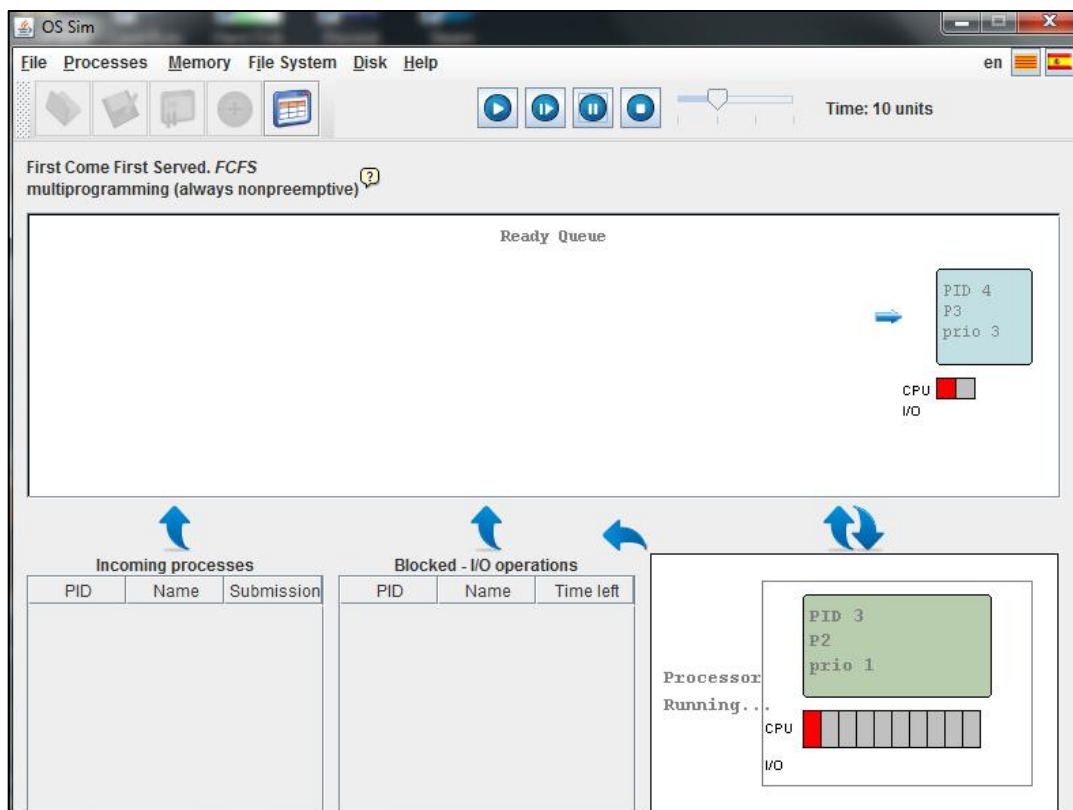 OS Sim
File Processes Memory File System Disk Help en
Time: 10 units
First Come First Served. FCFS
multiprogramming (always nonpreemptive) ?
Ready Queue
PID 4
P3
prio 3
CPU
I/O
Incoming processes
PID Name Submission
Blocked - I/O operations
PID Name Time left
PID 3
P2
prio 1
Processor
Running...
CPU
I/O